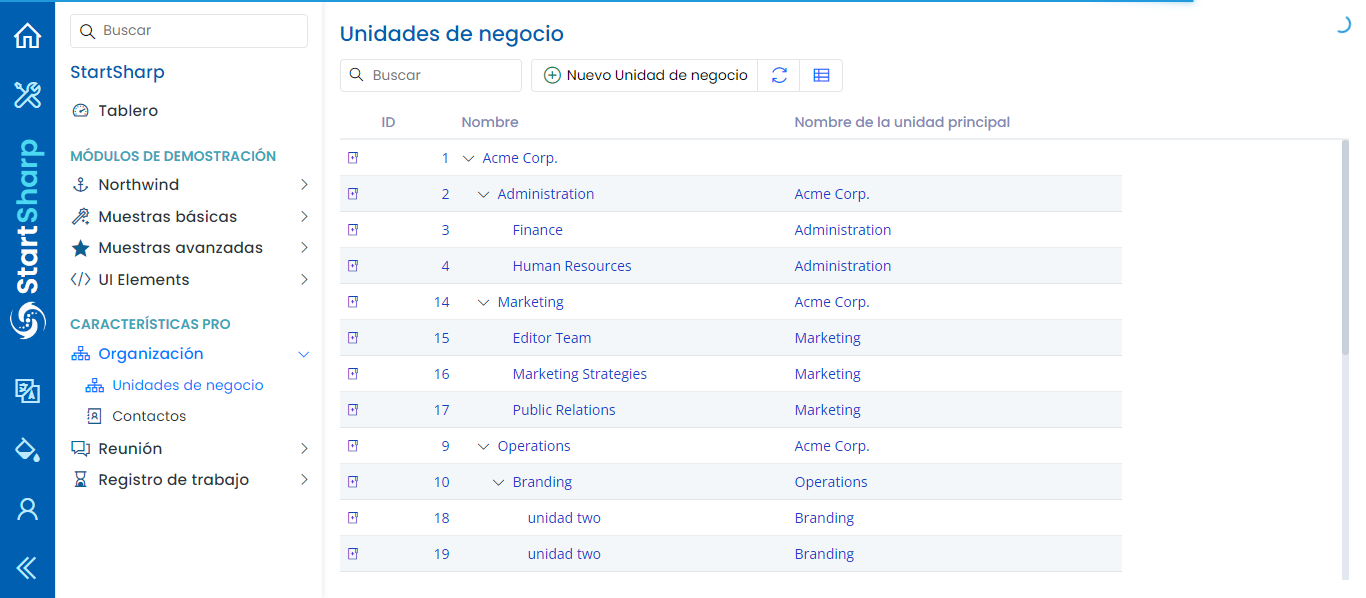 StartSharp
Buscar
StartSharp
Tablero
MÓDULOS DE DEMOSTRACIÓN
Northwind
Muestras básicas
Muestras avanzadas
UI Elements
CARACTERÍSTICAS PRO
Organización
Unidades de negocio
Contactos
Reunión
Registro de trabajo
Unidades de negocio
Buscar Nuevo Unidad de negocio
ID Nombre Nombre de la unidad principal
1 Acme Corp.
2 Administration Acme Corp.
3 Finance Administration
4 Human Resources Administration
14 Marketing Acme Corp.
15 Editor Team Marketing
16 Marketing Strategies Marketing
17 Public Relations Marketing
9 Operations Acme Corp.
10 Branding Operations
18 unidad two Branding
19 unidad two Branding